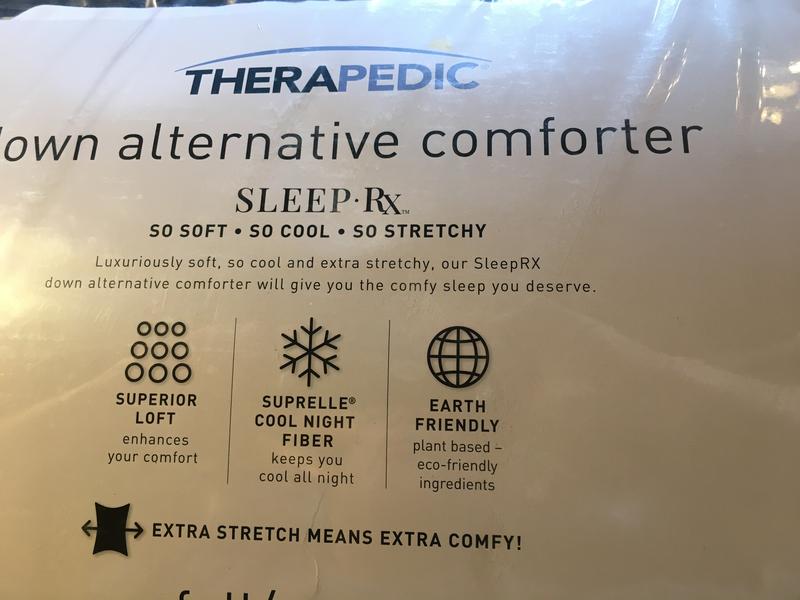 THERAPEDIC
down alternative comforter
SLEEP·Rx™
SO SOFT • SO COOL • SO STRETCHY
Luxuriously soft, so cool and extra stretchy, our SleepRX
down alternative comforter will give you the comfy sleep you deserve.
SUPERIOR
LOFT
enhances
your comfort
SUPRELLE®
COOL NIGHT
FIBER
keeps you
cool all night
EARTH
FRIENDLY
plant based –
eco-friendly
ingredients
EXTRA STRETCH MEANS EXTRA COMFY!